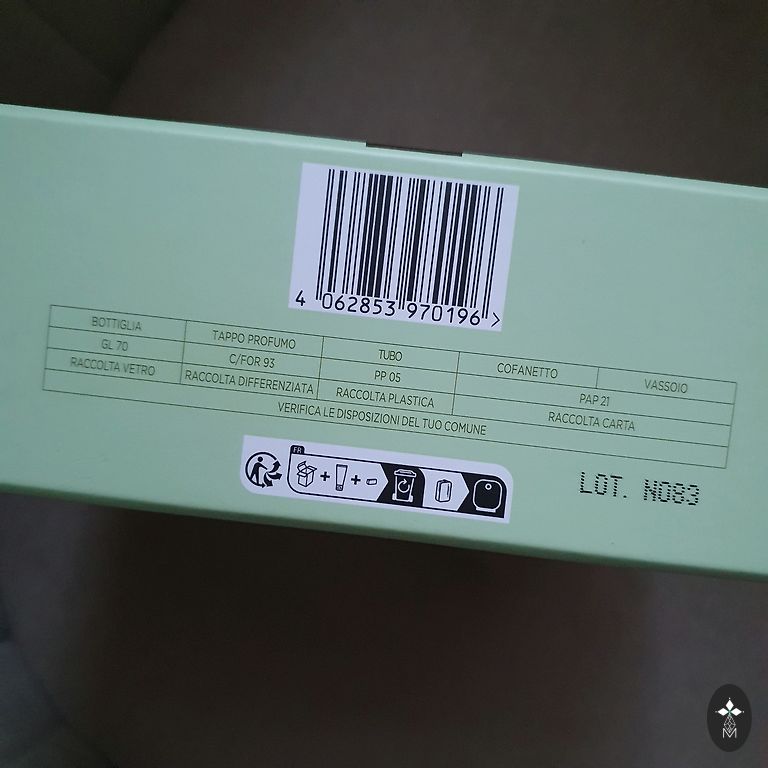 4 062853 970196 >
BOTTIGLIA TAPPO PROFUMO TUBO COFANETTO VASSOIO
GL 70 C/FOR 93 PP 05 PAP 21
RACCOLTA VETRO RACCOLTA DIFFERENZIATA RACCOLTA PLASTICA RACCOLTA CARTA
VERIFICA LE DISPOSIZIONI DEL TUO COMUNE
FR
+ +
LOT. N083
M